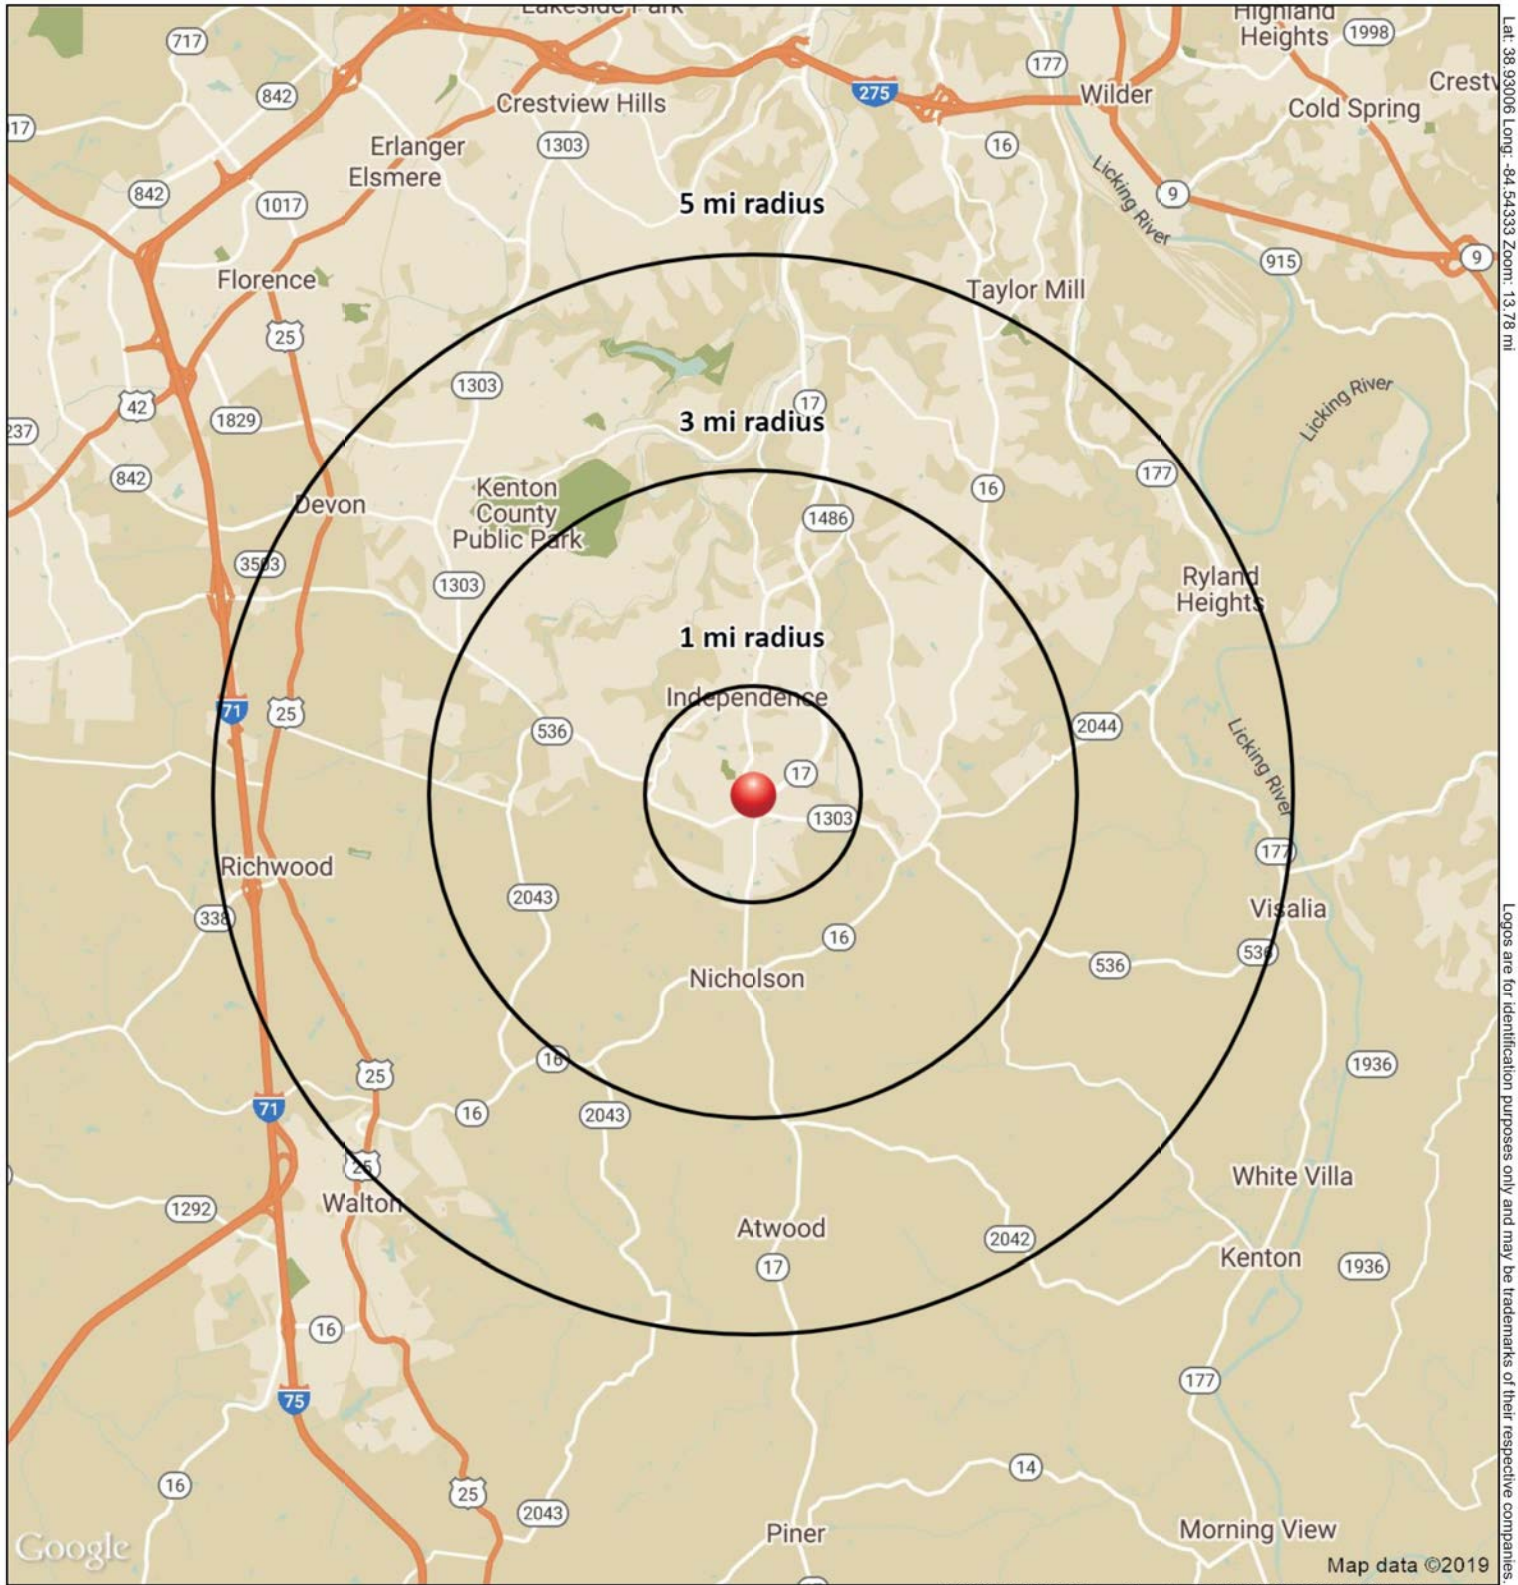 Lakeside Park
Highland
Heights
1998
717
177
Crestview Hills
842
275
Wilder
Cold Spring
Crestv
917
Erlanger
1303
16
Elsmere
842
1017
Licking River
9
5 mi radius
915
9
Florence
Taylor Mill
25
1303
Licking River
42
1829
17
237
3 mi radius
842
177
Kenton
County
Public Park
16
Devon
1486
3503
1303
Ryland
Heights
1 mi radius
Independence
71
25
536
2044
Licking River
17
1303
177
Richwood
2043
Visalia
338
16
536
536
Nicholson
16
25
1936
71
16
2043
25
White Villa
Walton
1292
Atwood
2042
Kenton
17
1936
16
177
75
14
16
25
2043
Piner
Morning View
Google
Map data ©2019
Lat: 38.93006 Long: -84.54333 Zoom: 13.78 mi
Logos are for identification purposes only and may be trademarks of their respective companies.